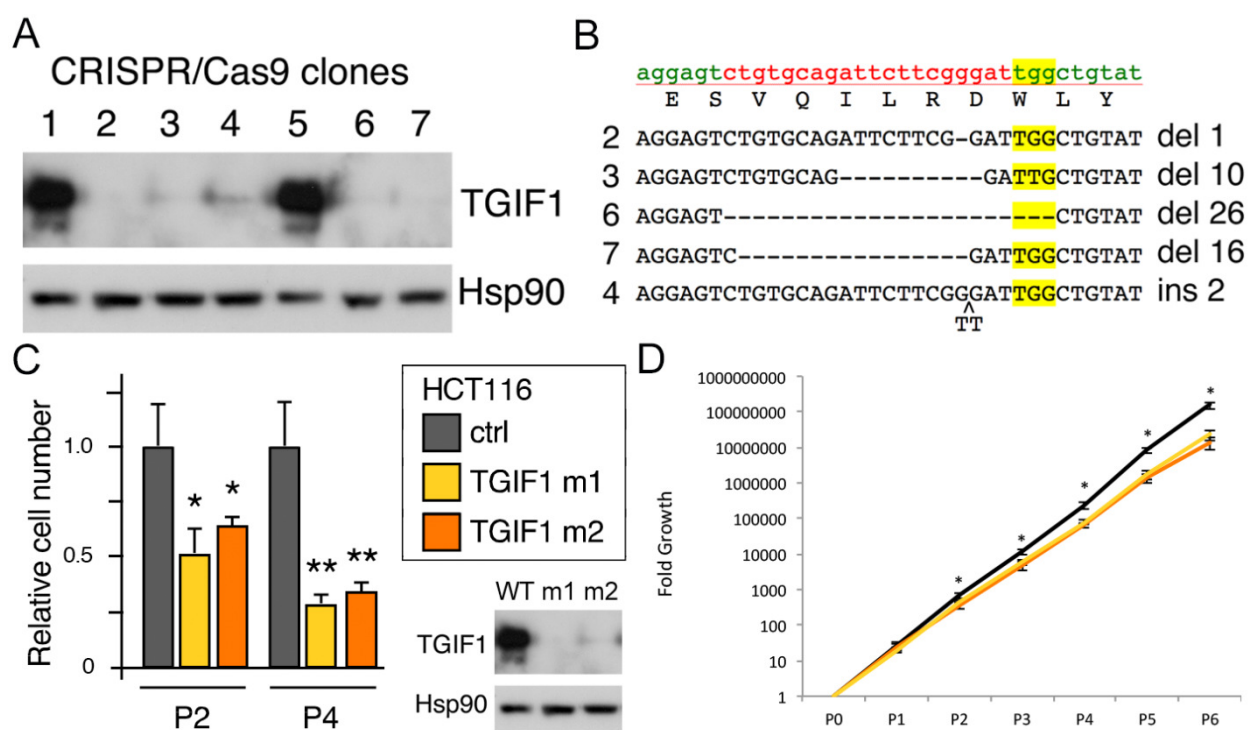 A
CRISPR/Cas9 clones
1 2 3 4 5 6 7
TGIF1
Hsp90
B
aggagtctgtgcagattcttcgggattggctgtat
E S V Q I L R D W L Y
2 AGGAGTCTGTGCAGATTCTTCG-GATTGGCTGTAT del 1
3 AGGAGTCTGTGCAG----------GATTGCTGTAT del 10
6 AGGAGT-----------------------CTGTAT del 26
7 AGGAGTC----------------GATTGGCTGTAT del 16
4 AGGAGTCTGTGCAGATTCTTCGGGATTGGCTGTAT ins 2
^
TT
C
Relative cell number
1.0
0.5
0
* *
** **
P2 P4
HCT116
ctrl
TGIF1 m1
TGIF1 m2
WT m1 m2
TGIF1
Hsp90
D
Fold Growth
1000000000
100000000
10000000
1000000
100000
10000
1000
100
10
1
* * * * *
P0 P1 P2 P3 P4 P5 P6